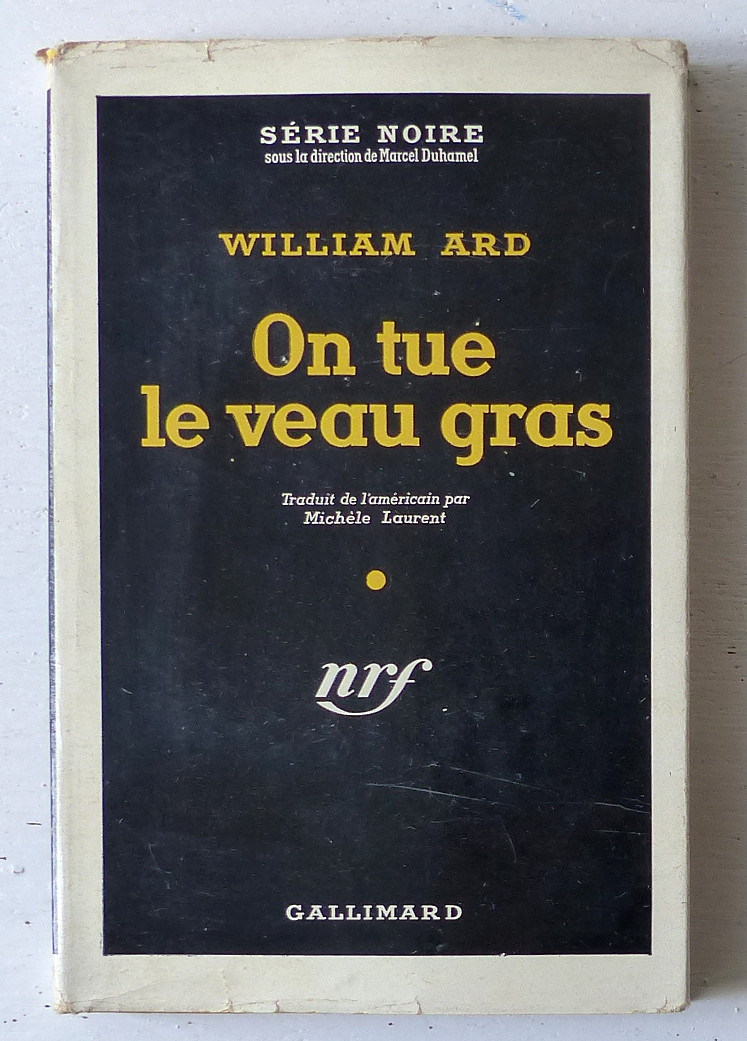 SÉRIE NOIRE
sous la direction de Marcel Duhamel
WILLIAM ARD
On tue
le veau gras
Traduit de l'américain par
Michèle Laurent
nrf
GALLIMARD